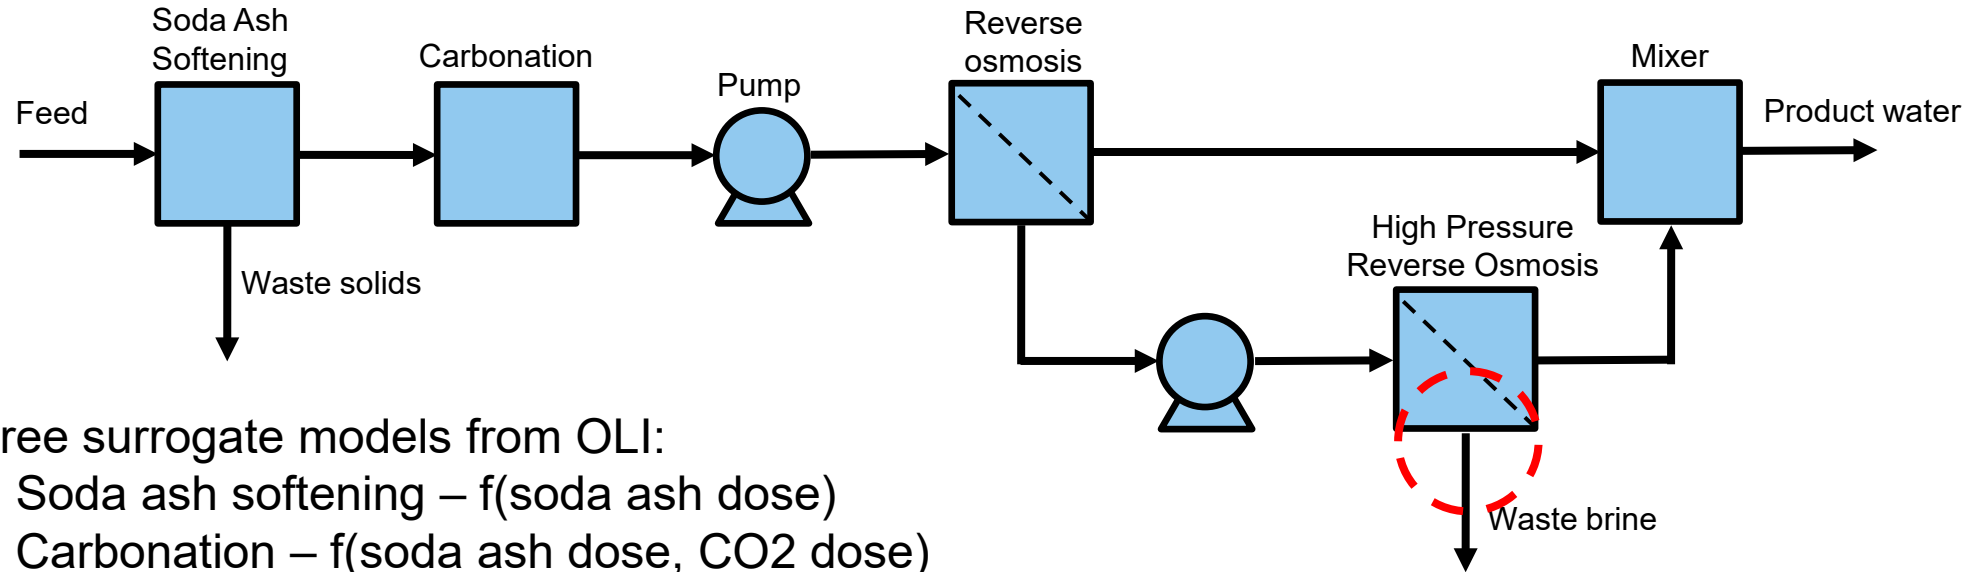 Soda Ash
Softening
Carbonation
Pump
Reverse
osmosis
Mixer
Feed
Product water
High Pressure
Reverse Osmosis
Waste solids
ree surrogate models from OLI:
Soda ash softening – f(soda ash dose)
Carbonation – f(soda ash dose, CO2 dose)
Waste brine